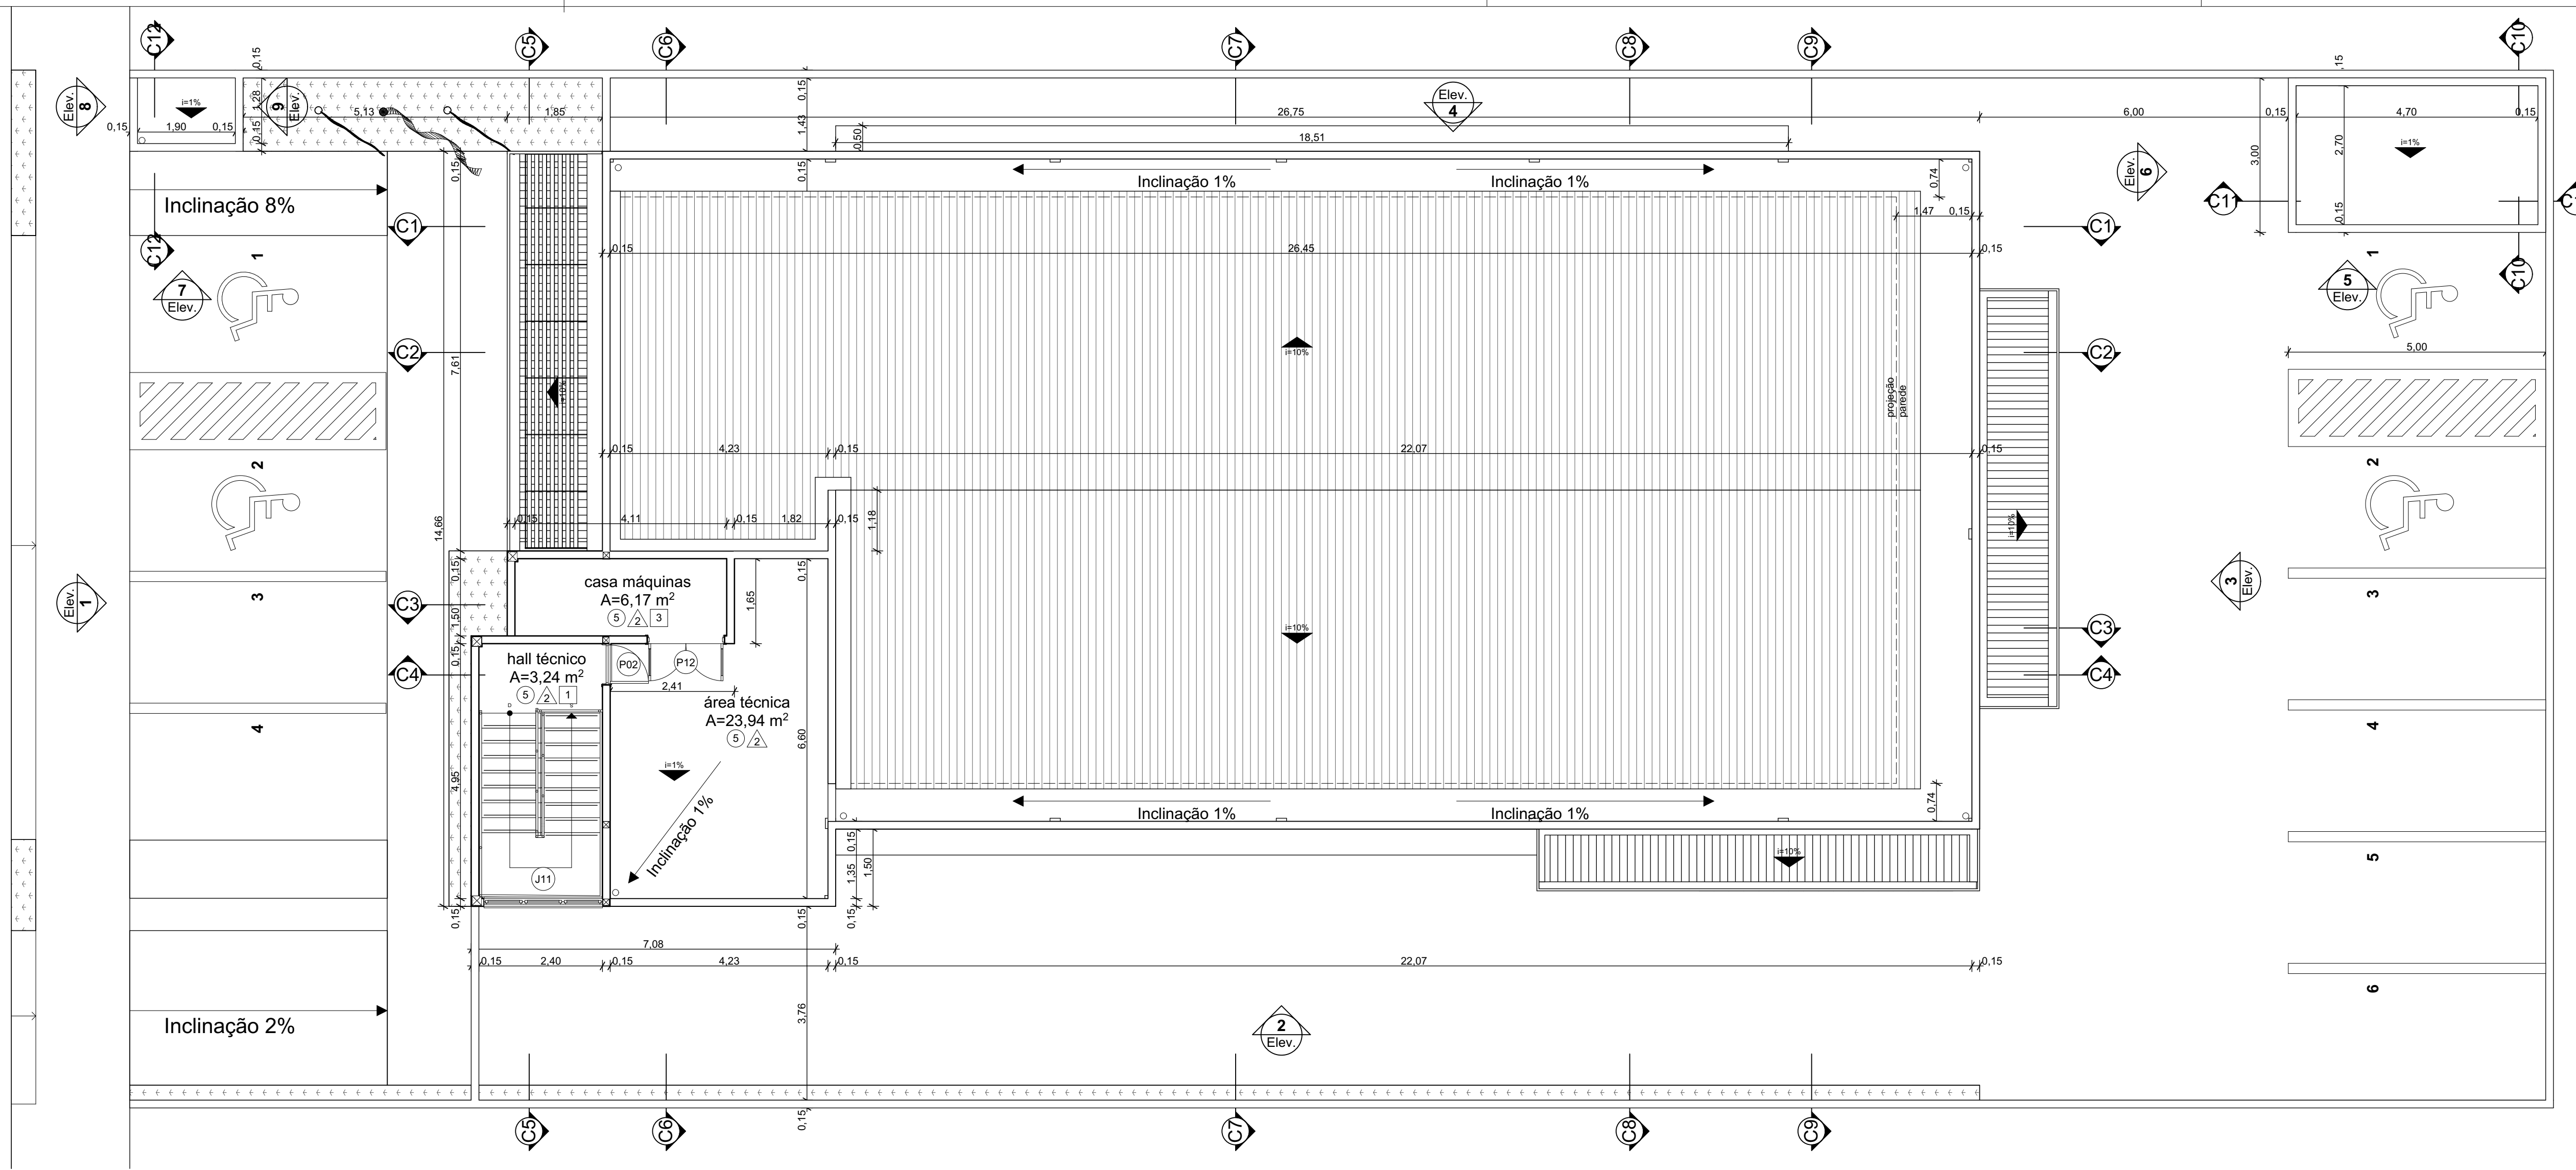 C12
C5
C6
C7
C8
C9
C10
0,15
0,15
,15
Elev.
8
i=1%
0,15
1,90
0,15
1,28
0,15
9
Elev.
5,13
1,85
0,15
1,43
26,75
0,50
18,51
Elev.
4
6,00
0,15
4,70
0,15
i=1%
2,70
3,00
0,15
Elev.
6
C11
C1
Inclinação 8%
C12
C1
0,15
0,15
Inclinação 1%
Inclinação 1%
0,74
1,47
0,15
0,15
26,45
0,15
C1
C10
1
7
Elev.
1
5
Elev.
C2
7,61
i=10%
i=10%
projeção
parede
C2
5,00
2
0,15
4,23
0,15
22,07
0,15
2
14,66
0,15
4,11
0,15
1,82
0,15
1,18
i=10%
Elev.
1
3
C3
0,15
1,50
casa máquinas
A=6,17 m²
5
2
3
1,65
0,15
i=10%
C3
3
Elev.
3
C4
0,15
hall técnico
A=3,24 m²
5
2
1
P02
P12
2,41
área técnica
A=23,94 m²
5
2
C4
4
4,95
6,60
i=1%
Inclinação 1%
J11
Inclinação 1%
Inclinação 1%
0,74
4
0,15
1,35
1,50
0,15
i=10%
5
0,15
0,15
7,08
0,15
2,40
0,15
4,23
0,15
22,07
0,15
6
Inclinação 2%
3,76
2
Elev.
0,15
C5
C6
C7
C8
C9